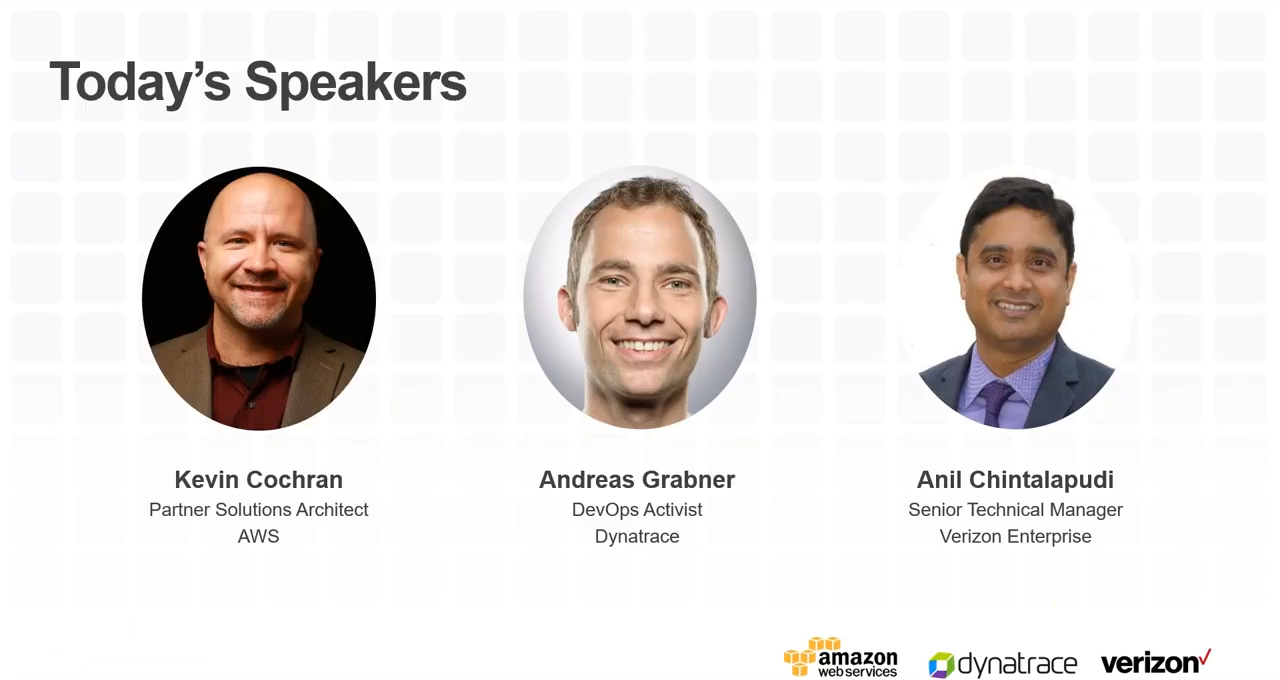 Today’s Speakers
Kevin Cochran
Partner Solutions Architect
AWS
Andreas Grabner
DevOps Activist
Dynatrace
Anil Chintalapudi
Senior Technical Manager
Verizon Enterprise
amazon
web services
dynatrace
verizon